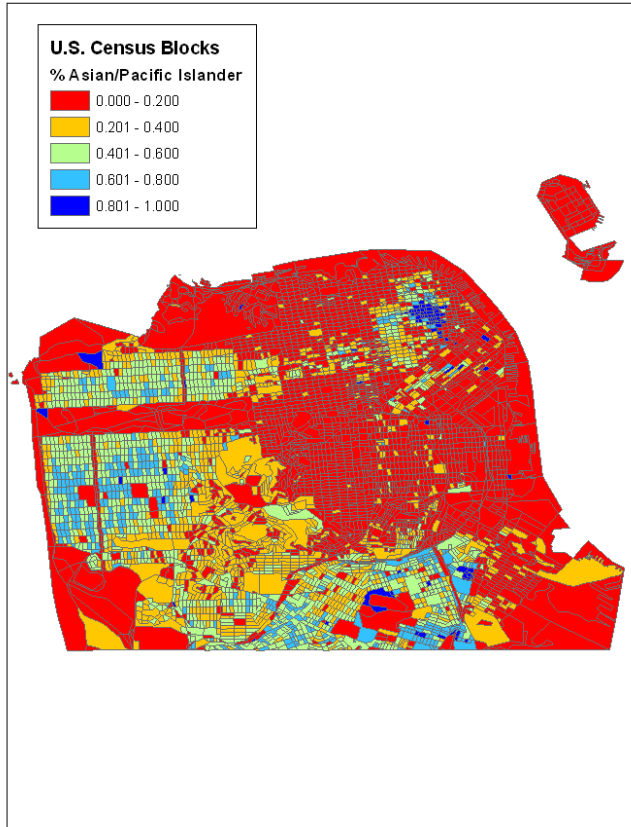 U.S. Census Blocks
% Asian/Pacific Islander
0.000 - 0.200
0.201 - 0.400
0.401 - 0.600
0.601 - 0.800
0.801 - 1.000